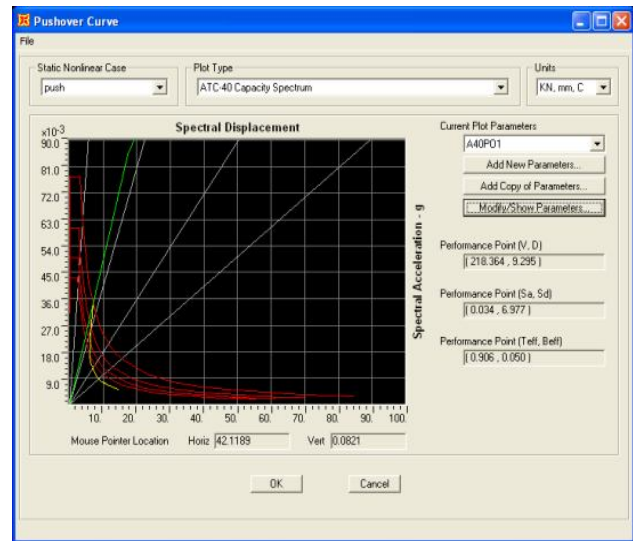 Pushover Curve
File
Static Nonlinear Case
push
Plot Type
ATC-40 Capacity Spectrum
Units
KN, mm, C
x10-3
Spectral Displacement
90.0
81.0
72.0
63.0
54.0
45.0
36.0
27.0
18.0
9.0
10. 20. 30. 40. 50. 60. 70. 80. 90. 100.
Spectral Acceleration - g
Mouse Pointer Location Horiz 42.1189 Vert 0.0821
Current Plot Parameters
A40PO1
Add New Parameters...
Add Copy of Parameters...
Modify/Show Parameters...
Performance Point (V, D)
( 218.364 , 9.295 )
Performance Point (Sa, Sd)
( 0.034 , 6.977 )
Performance Point (Teff, Beff)
( 0.906 , 0.050 )
OK Cancel